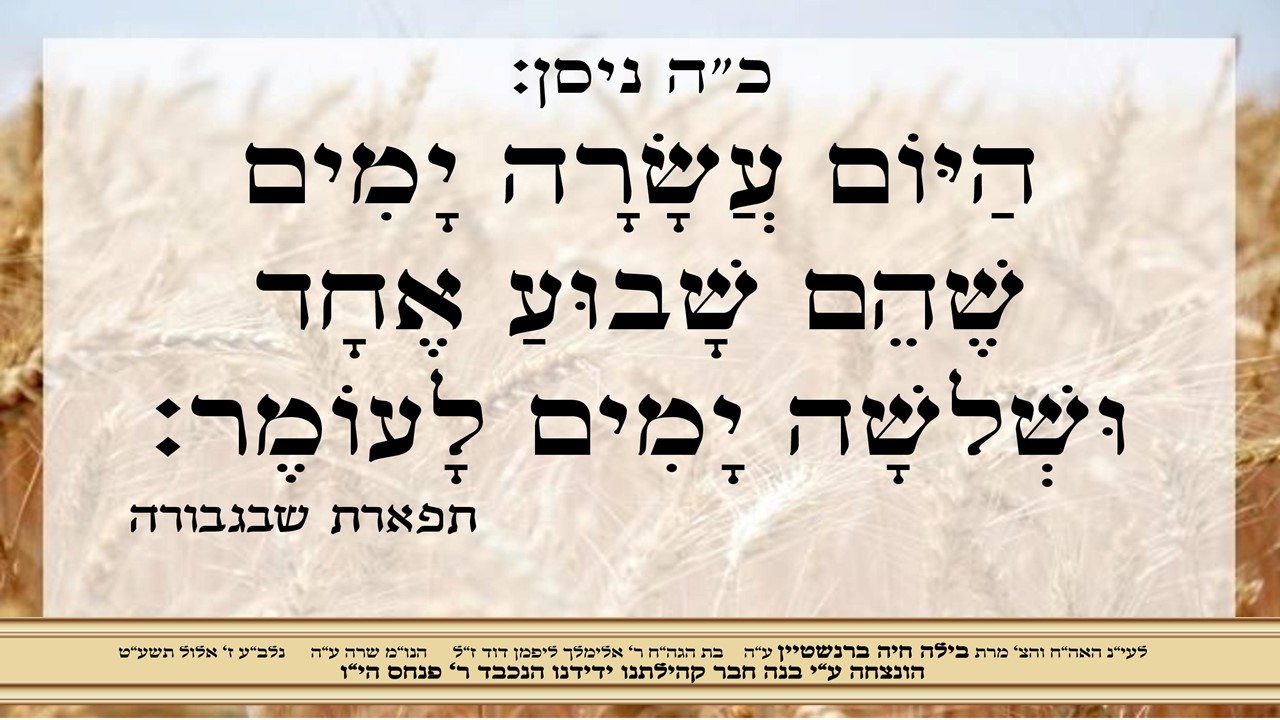 כ״ה ניסן:
הַיּוֹם עֲשָׂרָה יָמִים
שֶׁהֵם שָׁבוּעַ אֶחָד
וּשְׁלשָׁה יָמִים לָעוֹמֶר:
תפארת שבגבורה
לעי״נ האה״ח והצ׳ מרת בילה חיה ברנשטיין ע״ה בת הגה״ח ר׳ אלימלך ליפמן דוד ז״ל הנו״מ שרה ע״ה נלב״ע ז׳ אלול תשע״ט
הונצחה ע״י בנה חבר קהילתנו ידידנו הנכבד ר׳ פנחס הי״ו